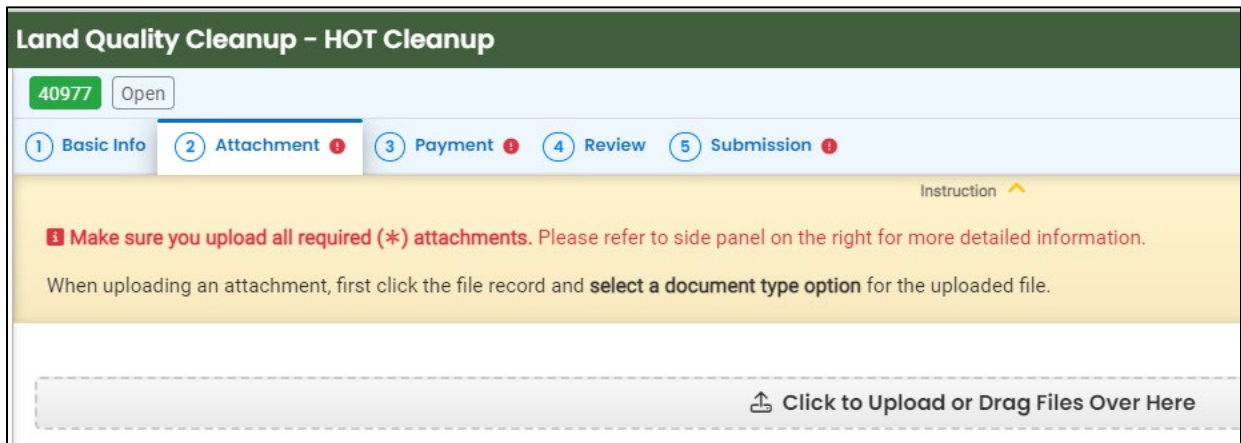 Land Quality Cleanup - HOT Cleanup
40977 Open
1 Basic Info 2 Attachment 3 Payment 4 Review 5 Submission
Instruction
Make sure you upload all required (*) attachments. Please refer to side panel on the right for more detailed information.
When uploading an attachment, first click the file record and select a document type option for the uploaded file.
Click to Upload or Drag Files Over Here